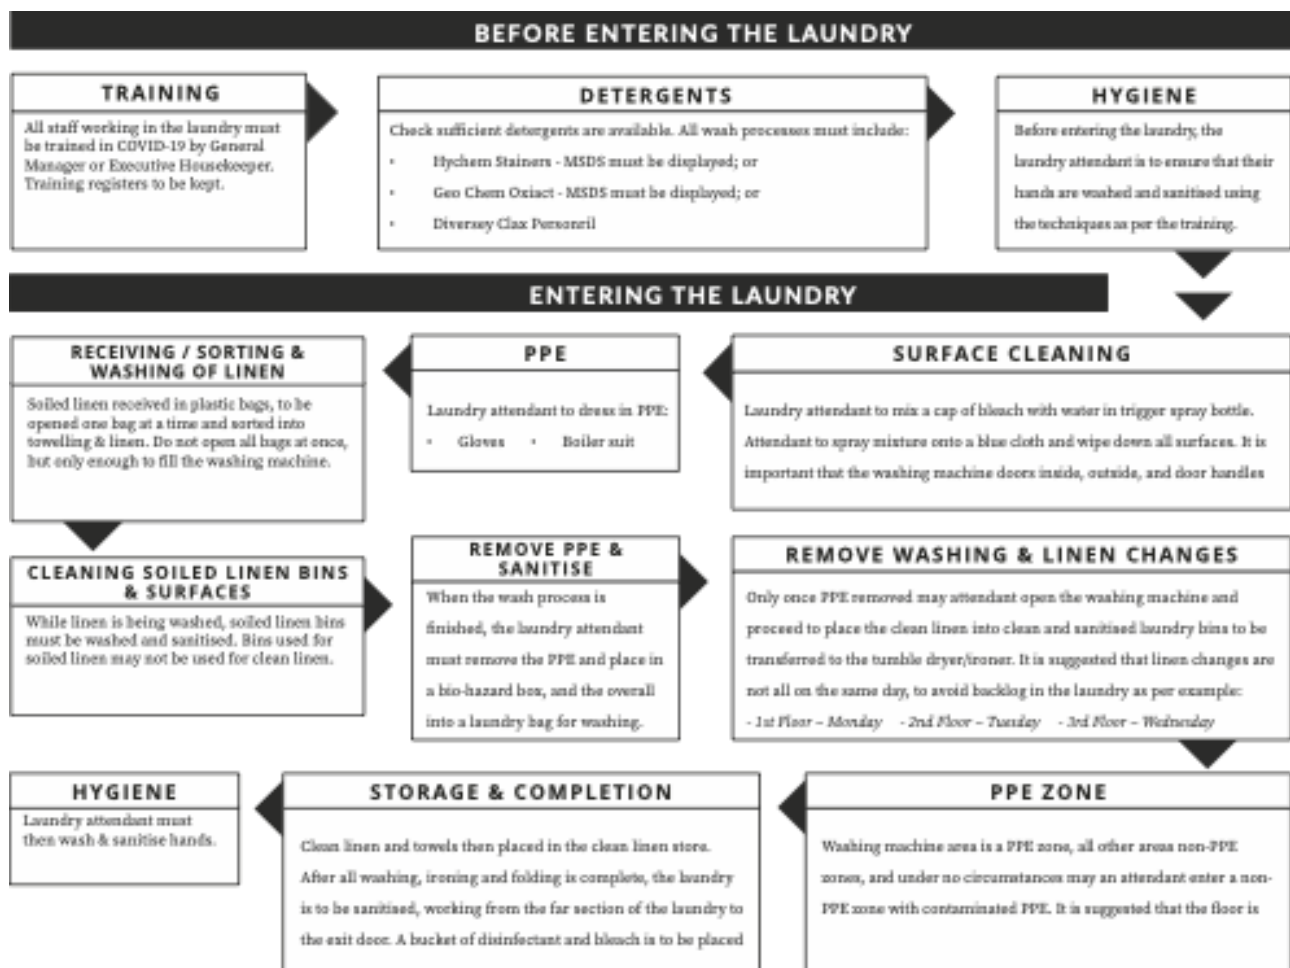 BEFORE ENTERING THE LAUNDRY
TRAINING
All staff working in the laundry must
be trained in COVID-19 by General
Manager or Executive Housekeeper.
Training registers to be kept.
DETERGENTS
Check sufficient detergents are available. All wash processes must include:
• Hychem Stainers - MSDS must be displayed; or
• Geo Chem Oxiact - MSDS must be displayed; or
• Diversey Clax Personril
HYGIENE
Before entering the laundry, the
laundry attendant is to ensure that their
hands are washed and sanitised using
the techniques as per the training.
ENTERING THE LAUNDRY
SURFACE CLEANING
Laundry attendant to mix a cap of bleach with water in trigger spray bottle.
Attendant to spray mixture onto a blue cloth and wipe down all surfaces. It is
important that the washing machine doors inside, outside, and door handles
PPE
Laundry attendant to dress in PPE:
• Gloves • Boiler suit
RECEIVING / SORTING &
WASHING OF LINEN
Soiled linen received in plastic bags, to be
opened one bag at a time and sorted into
towelling & linen. Do not open all bags at once,
but only enough to fill the washing machine.
CLEANING SOILED LINEN BINS
& SURFACES
While linen is being washed, soiled linen bins
must be washed and sanitised. Bins used for
soiled linen may not be used for clean linen.
REMOVE PPE &
SANITISE
When the wash process is
finished, the laundry attendant
must remove the PPE and place in
a bio-hazard box, and the overall
into a laundry bag for washing.
REMOVE WASHING & LINEN CHANGES
Only once PPE removed may attendant open the washing machine and
proceed to place the clean linen into clean and sanitised laundry bins to be
transferred to the tumble dryer/ironer. It is suggested that linen changes are
not all on the same day, to avoid backlog in the laundry as per example:
- 1st Floor – Monday - 2nd Floor – Tuesday - 3rd Floor – Wednesday
PPE ZONE
Washing machine area is a PPE zone, all other areas non-PPE
zones, and under no circumstances may an attendant enter a non-
PPE zone with contaminated PPE. It is suggested that the floor is
STORAGE & COMPLETION
Clean linen and towels then placed in the clean linen store.
After all washing, ironing and folding is complete, the laundry
is to be sanitised, working from the far section of the laundry to
the exit door. A bucket of disinfectant and bleach is to be placed
HYGIENE
Laundry attendant must
then wash & sanitise hands.